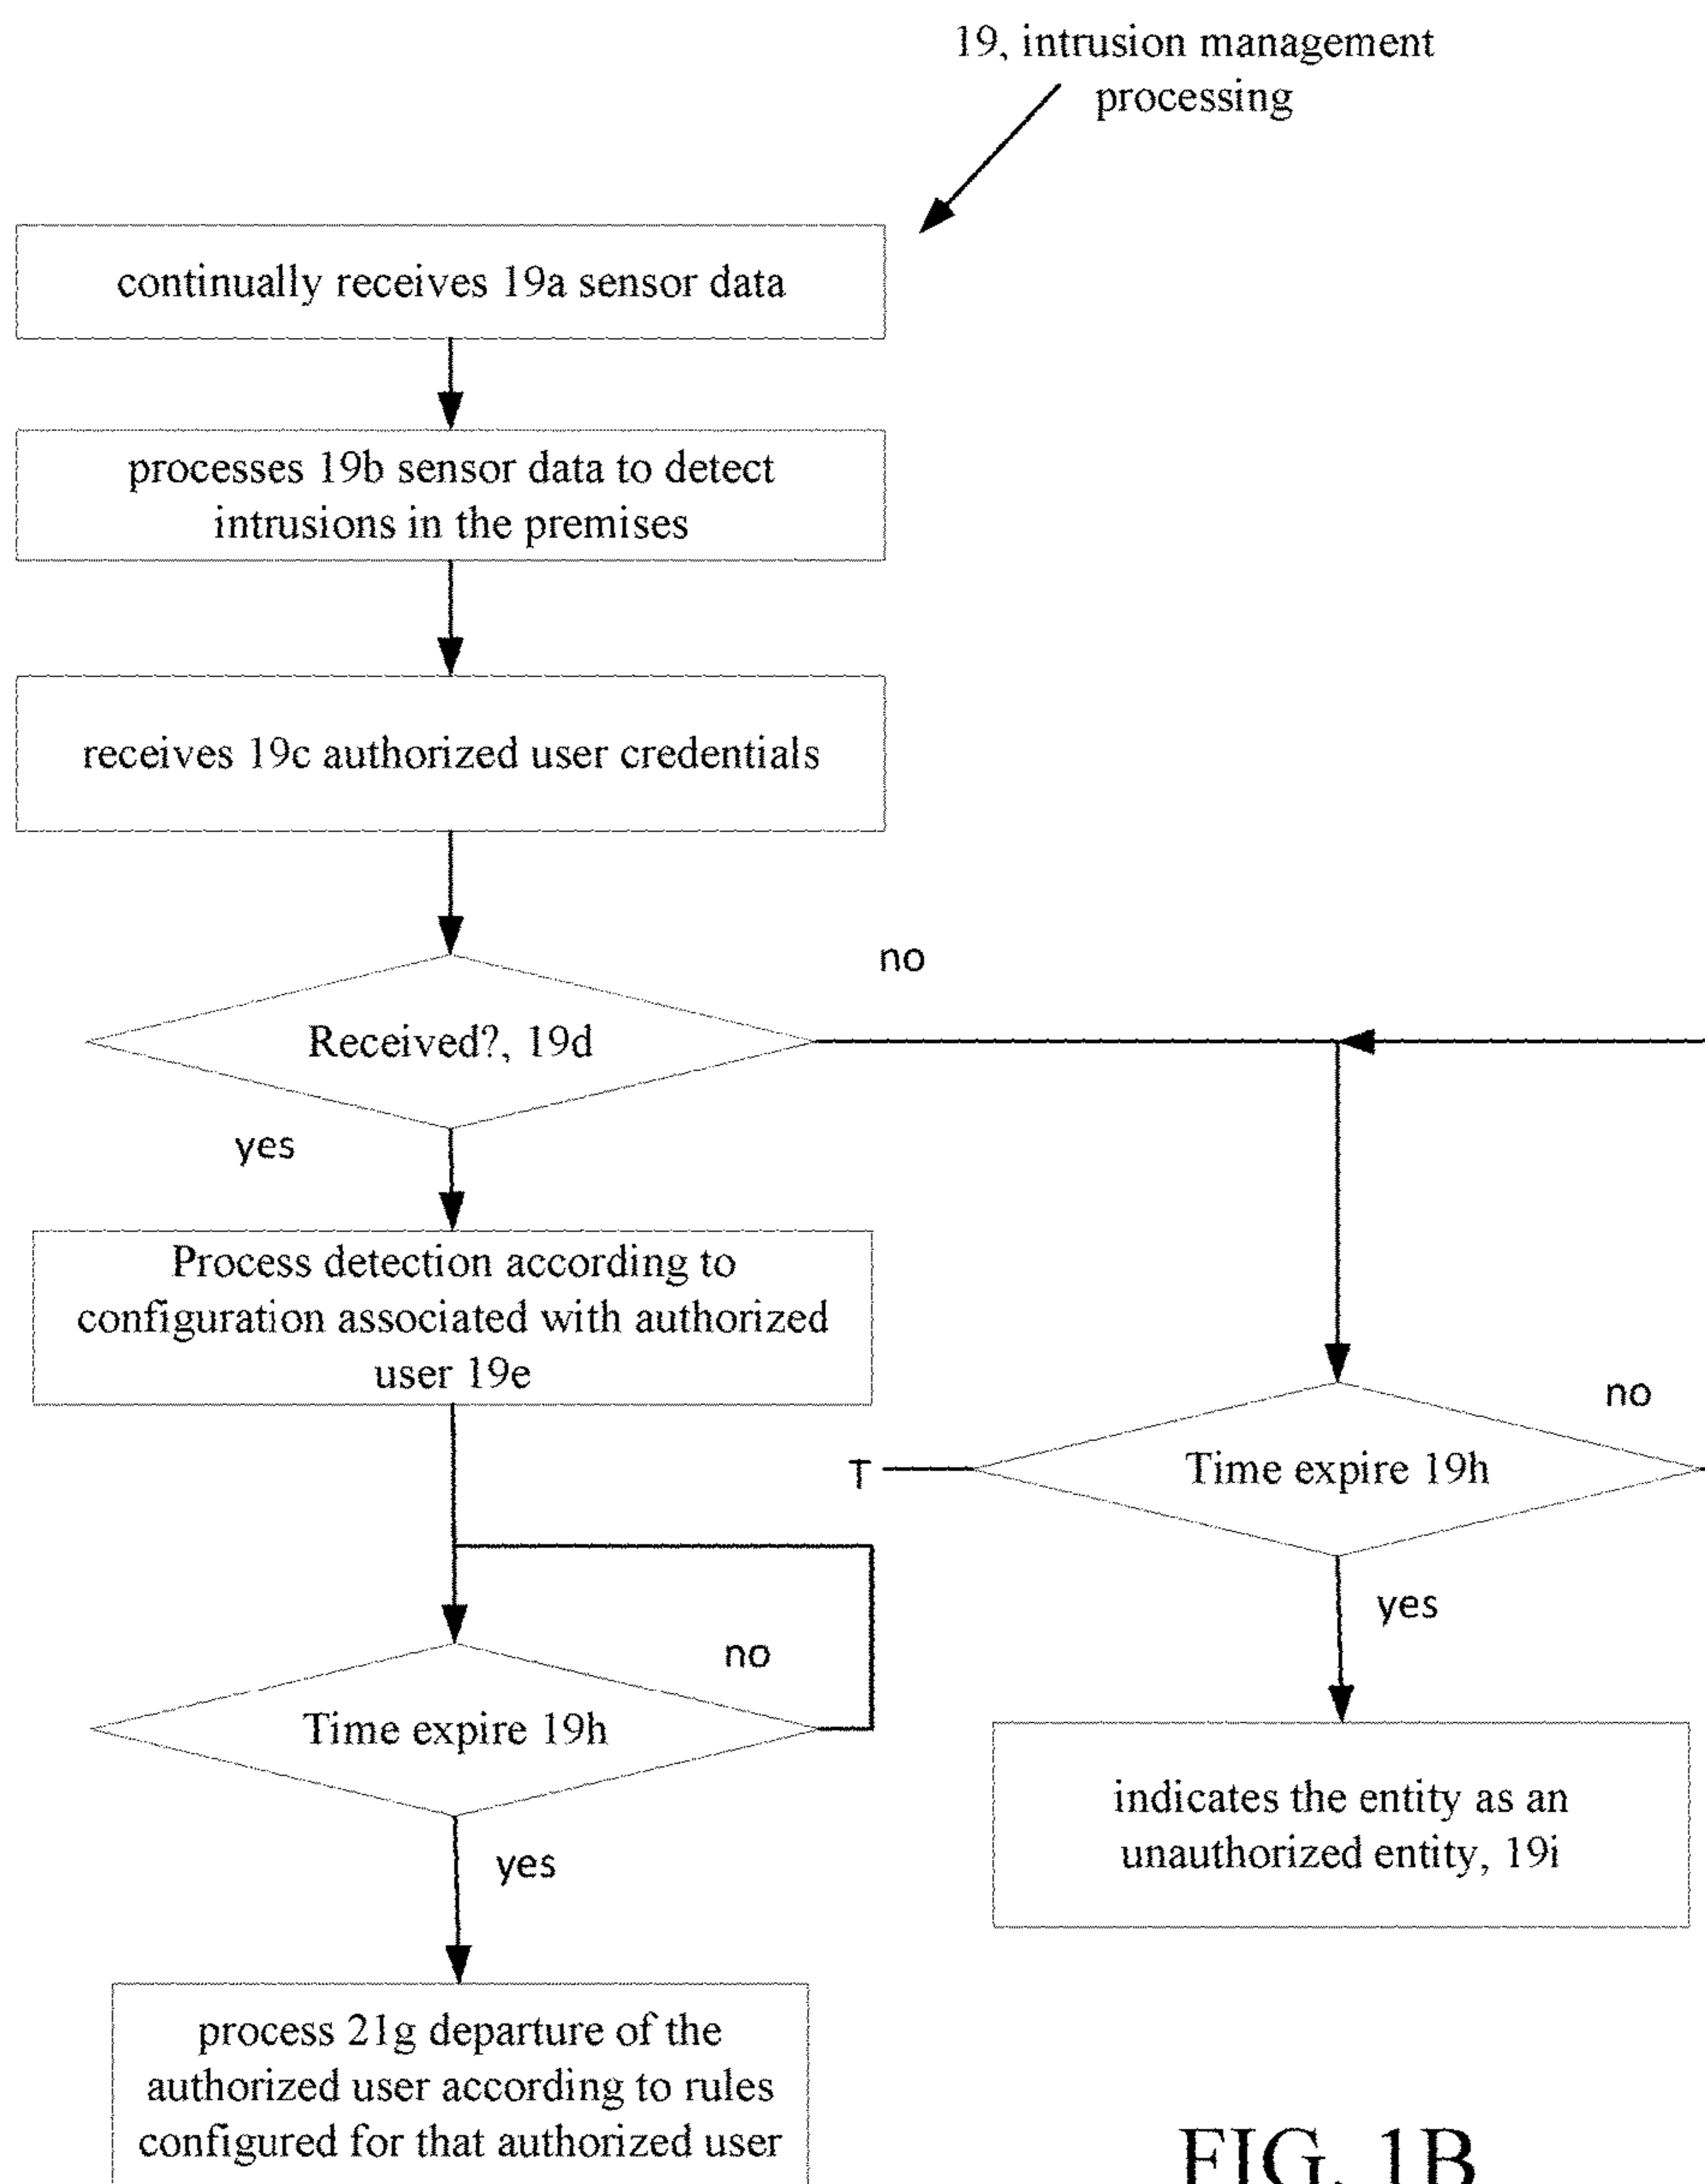 19, intrusion management
processing
continually receives 19a sensor data
processes 19b sensor data to detect
intrusions in the premises
receives 19c authorized user credentials
no
Received?, 19d
yes
Process detection according to
configuration associated with authorized
user 19e
no
T
Time expire 19h
yes
no
Time expire 19h
yes
indicates the entity as an
unauthorized entity, 19i
process 21g departure of the
authorized user according to rules
configured for that authorized user
FIG. 1B